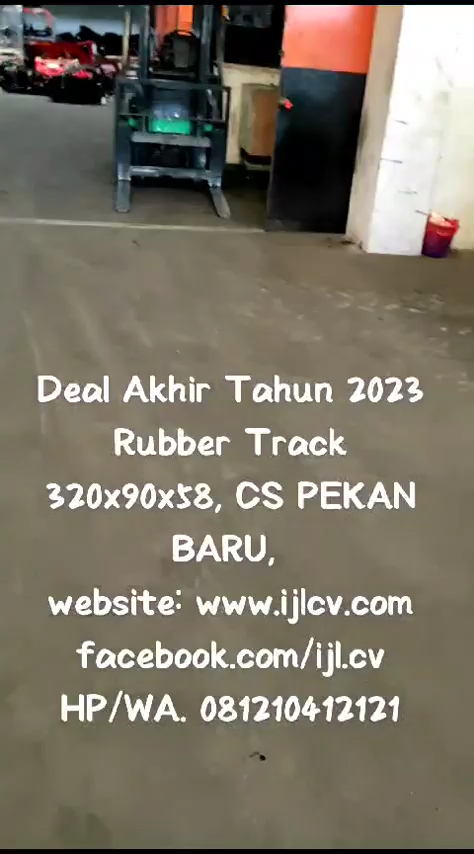 Deal Akhir Tahun 2023
Rubber Track
320x90x58, CS PEKAN
BARU,
website: www.ijlcv.com
facebook.com/ijl.cv
HP/WA. 081210412121